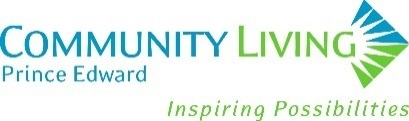 COMMUNITY LIVING
Prince Edward
Inspiring Possibilities